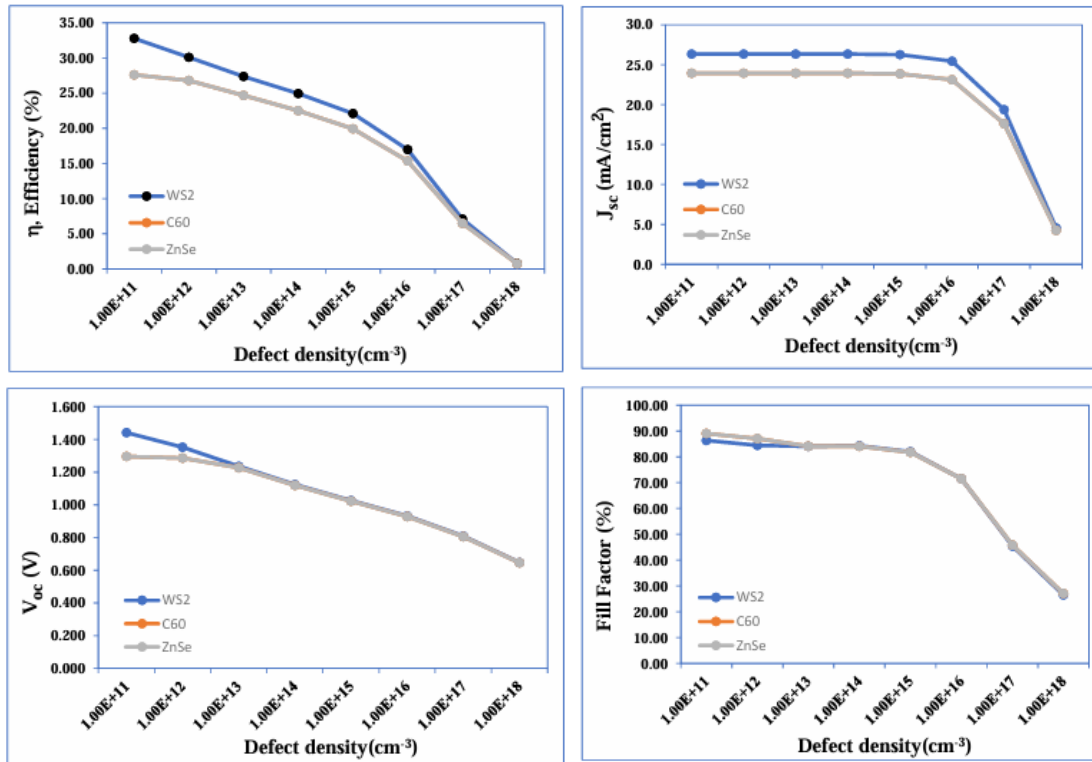 35.00
30.00
25.00
20.00
15.00
10.00
5.00
0.00
η, Efficiency (%)
WS2
C60
ZnSe
1.00E+11
1.00E+12
1.00E+13
1.00E+14
1.00E+15
1.00E+16
1.00E+17
1.00E+18
Defect density(cm⁻³)
30.0
25.0
20.0
15.0
10.0
5.0
0.0
J_sc (mA/cm²)
WS2
C60
ZnSe
1.00E+11
1.00E+12
1.00E+13
1.00E+14
1.00E+15
1.00E+16
1.00E+17
1.00E+18
Defect density(cm⁻³)
1.600
1.400
1.200
1.000
0.800
0.600
0.400
0.200
0.000
V_oc (V)
WS2
C60
ZnSe
1.00E+11
1.00E+12
1.00E+13
1.00E+14
1.00E+15
1.00E+16
1.00E+17
1.00E+18
Defect density(cm⁻³)
100.00
90.00
80.00
70.00
60.00
50.00
40.00
30.00
20.00
10.00
0.00
Fill Factor (%)
WS2
C60
ZnSe
1.00E+11
1.00E+12
1.00E+13
1.00E+14
1.00E+15
1.00E+16
1.00E+17
1.00E+18
Defect density(cm⁻³)